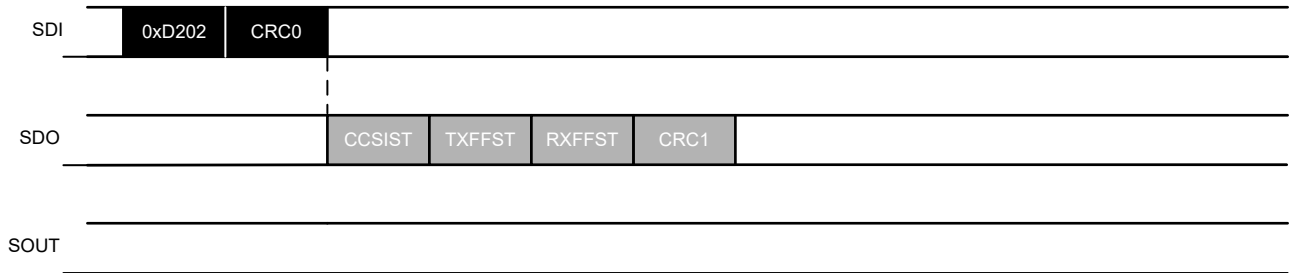 SDI 0xD202 CRC0
SDO CCSIST TXFFST RXFFST CRC1
SOUT